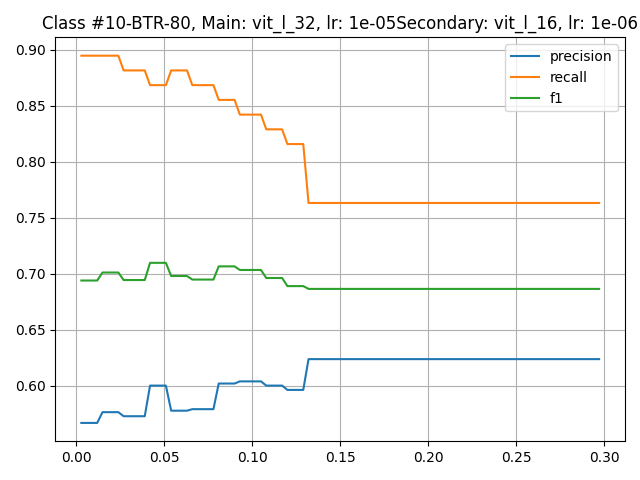 Class #10-BTR-80, Main: vit_l_32, lr: 1e-05Secondary: vit_l_16, lr: 1e-06
precision
recall
f1
0.90
0.85
0.80
0.75
0.70
0.65
0.60
0.00 0.05 0.10 0.15 0.20 0.25 0.30